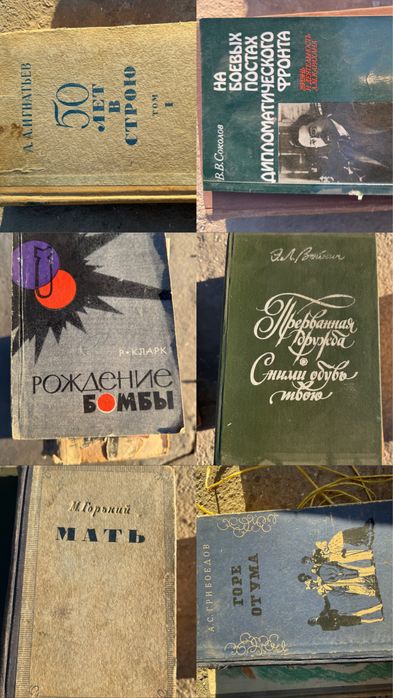 А. А. ИГНАТЬЕВ
50
ЛЕТ
В
СТРОЮ
ТОМ
I
НА
БОЕВЫХ
ПОСТАХ
ДИПЛОМАТИЧЕСКОГО
ФРОНТА
В.В. Соколов
Р • КЛАРК
РОЖДЕНИЕ
БОМБЫ
Э.Л. Войнич
Прерванная
дружба
Сними обувь
твою
М. Горький
МАТЬ
А. С. ГРИБОЕДОВ
ГОРЕ
ОТ УМА